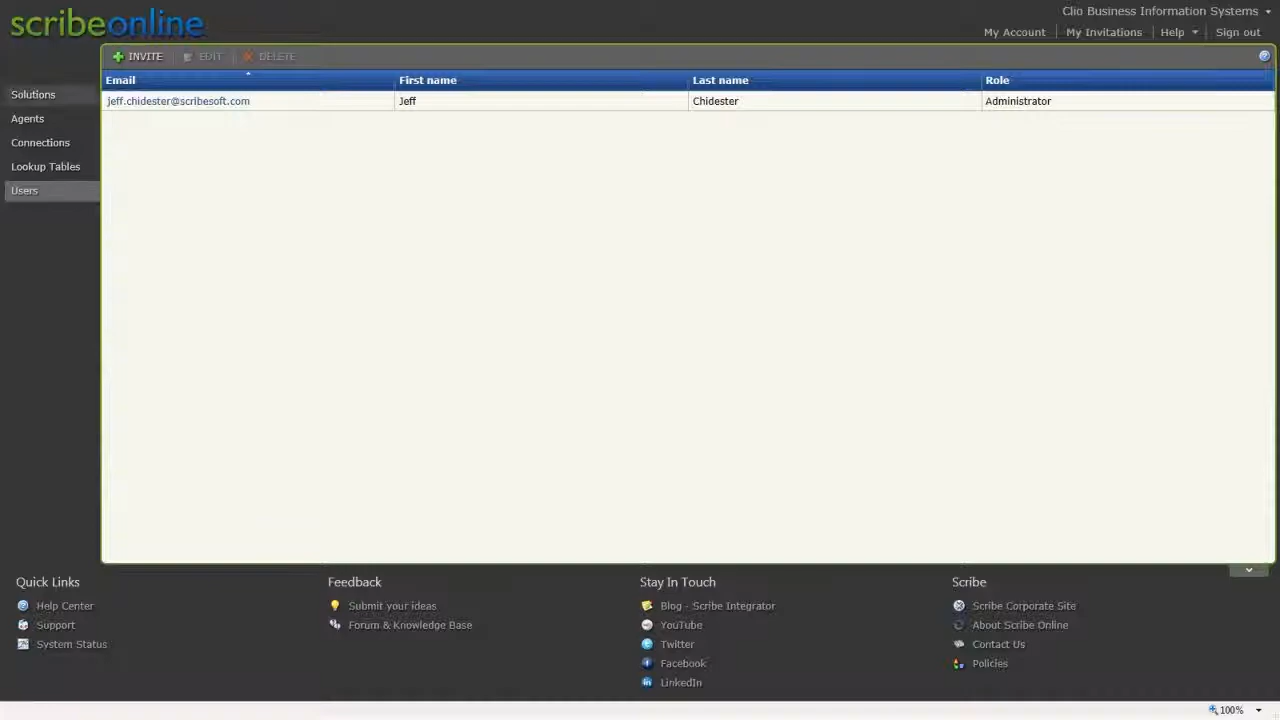 scribeonline
Clio Business Information Systems
My Account
My Invitations
Help
Sign out
INVITE
EDIT
DELETE
Email
First name
Last name
Role
jeff.chidester@scribesoft.com
Jeff
Chidester
Administrator
Solutions
Agents
Connections
Lookup Tables
Users
Quick Links
Help Center
Support
System Status
Feedback
Submit your ideas
Forum & Knowledge Base
Stay In Touch
Blog - Scribe Integrator
YouTube
Twitter
Facebook
LinkedIn
Scribe
Scribe Corporate Site
About Scribe Online
Contact Us
Policies
100%